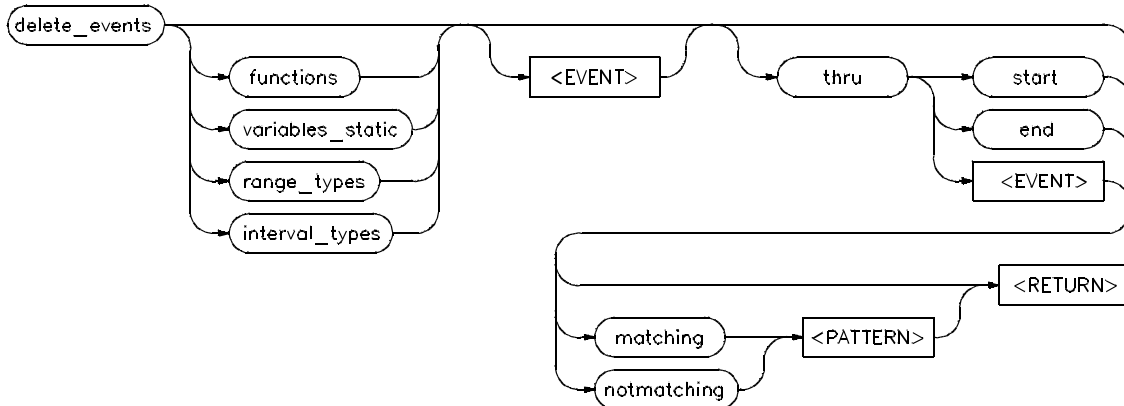 delete_events
functions
variables_static
range_types
interval_types
<EVENT>
thru
start
end
<EVENT>
matching
notmatching
<PATTERN>
<RETURN>